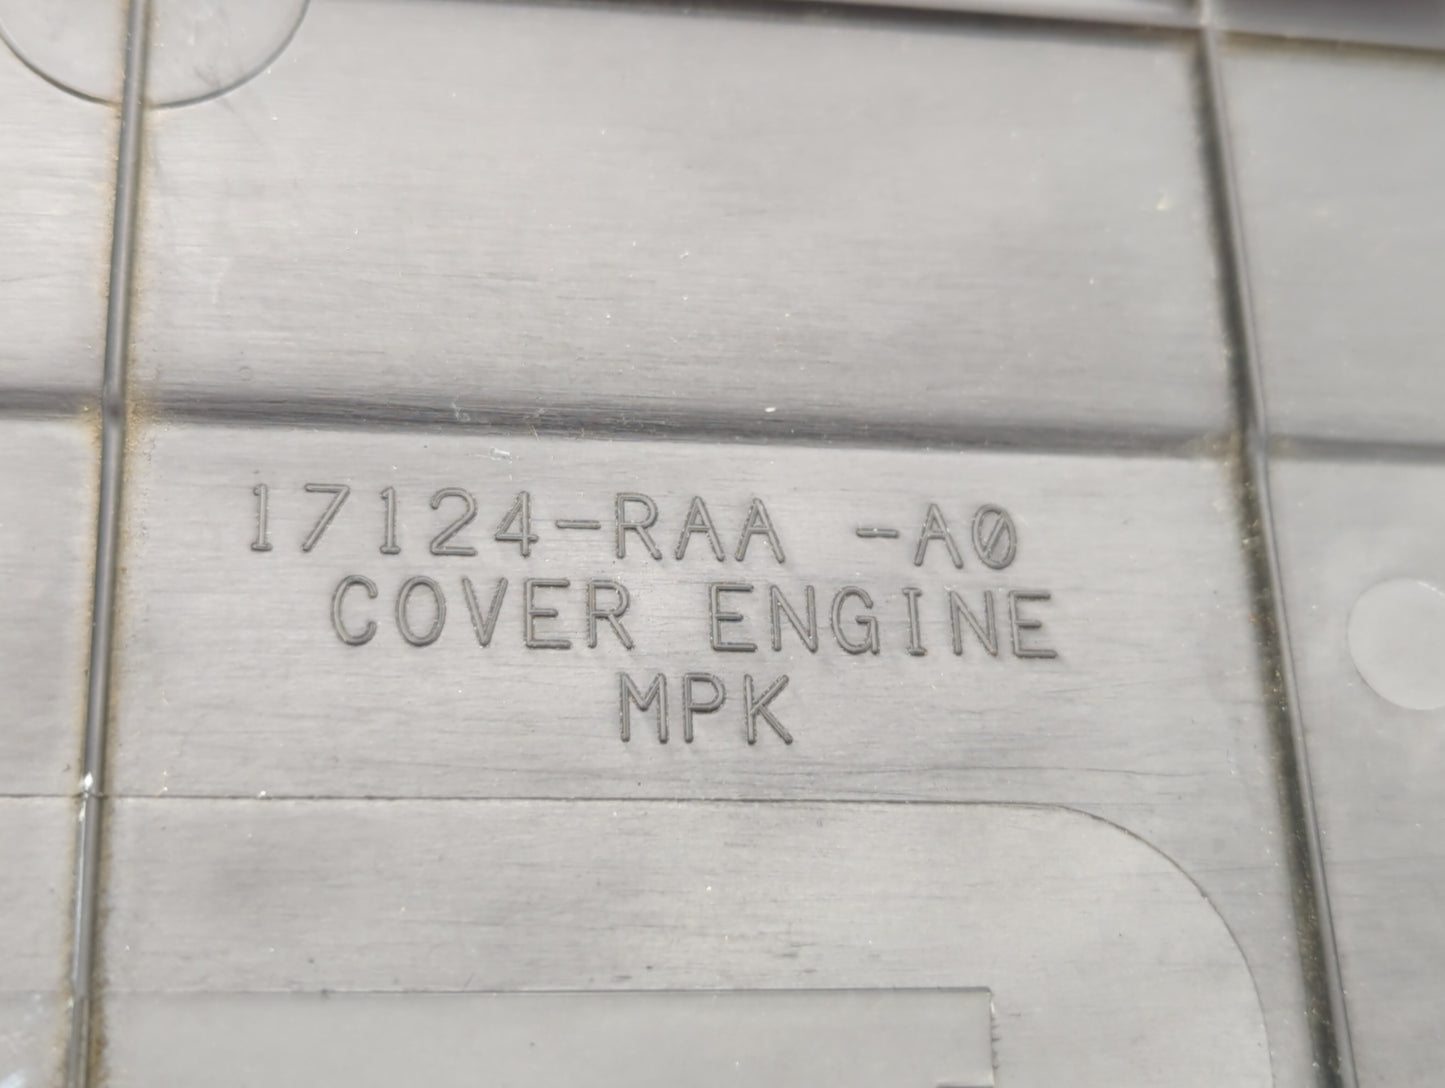 17124-RAA -A0
COVER ENGINE
MPK